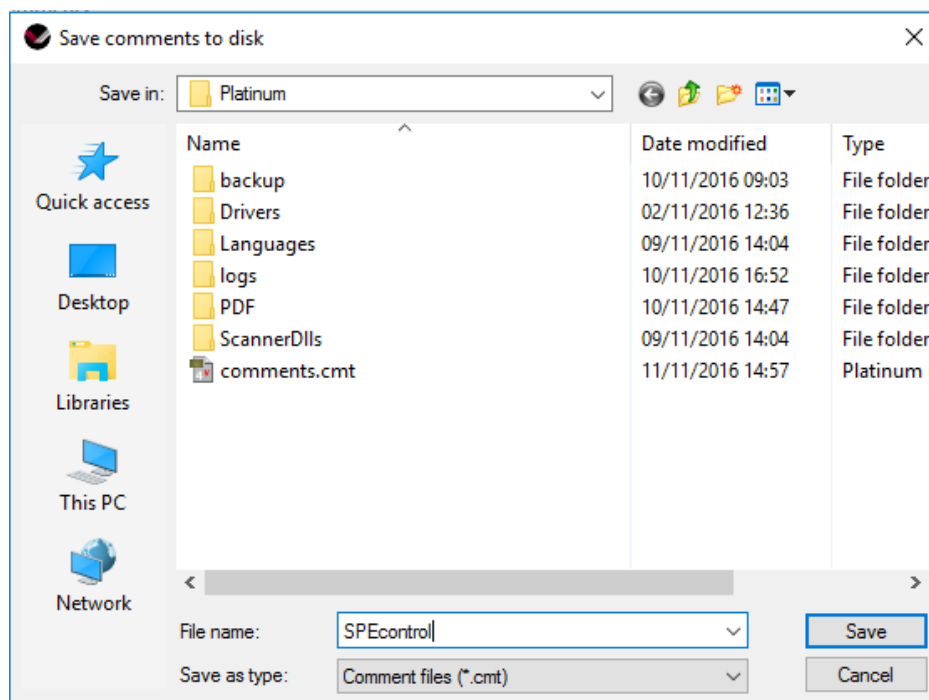 Save comments to disk
Save in: Platinum
Name Date modified Type
backup 10/11/2016 09:03 File folder
Drivers 02/11/2016 12:36 File folder
Languages 09/11/2016 14:04 File folder
logs 10/11/2016 16:52 File folder
PDF 10/11/2016 14:47 File folder
ScannerDlls 09/11/2016 14:04 File folder
comments.cmt 11/11/2016 14:57 Platinum
Quick access
Desktop
Libraries
This PC
Network
File name: SPEcontrol Save
Save as type: Comment files (*.cmt) Cancel